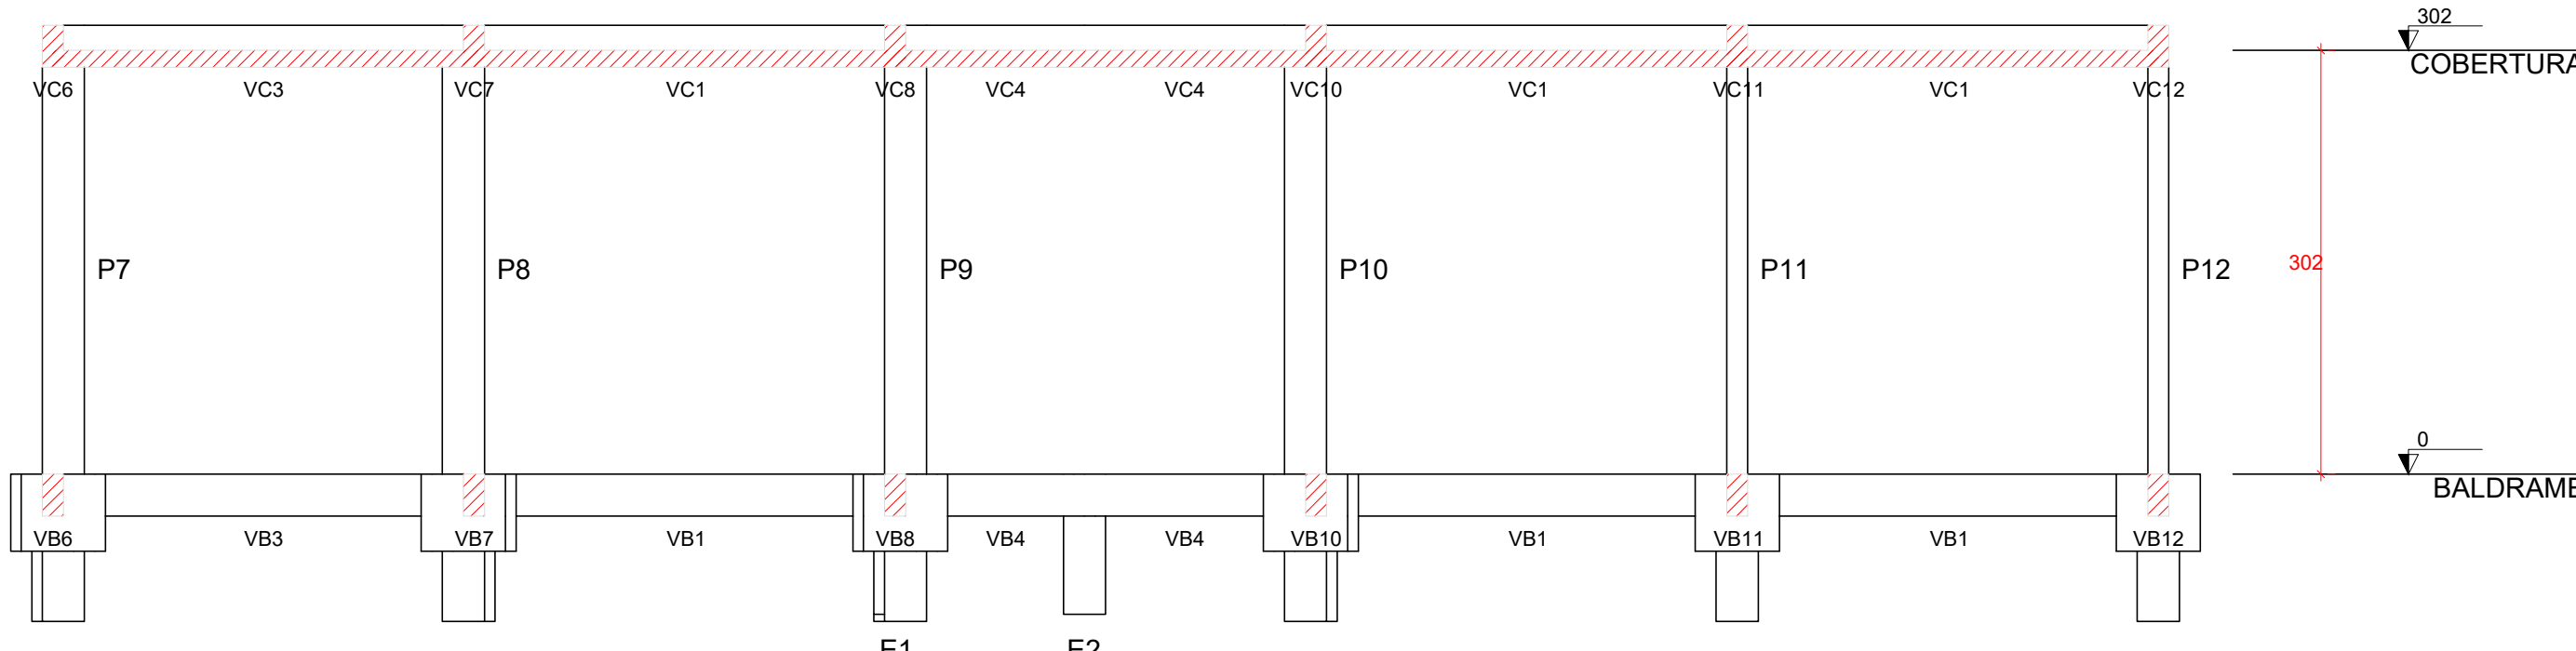 302
COBERTURA
VC6 VC3 VC7 VC1 VC8 VC4 VC4 VC10 VC1 VC11 VC1 VC12
P7 P8 P9 P10 P11 P12 302
0
BALDRAME
VB6 VB3 VB7 VB1 VB8 VB4 VB4 VB10 VB1 VB11 VB1 VB12